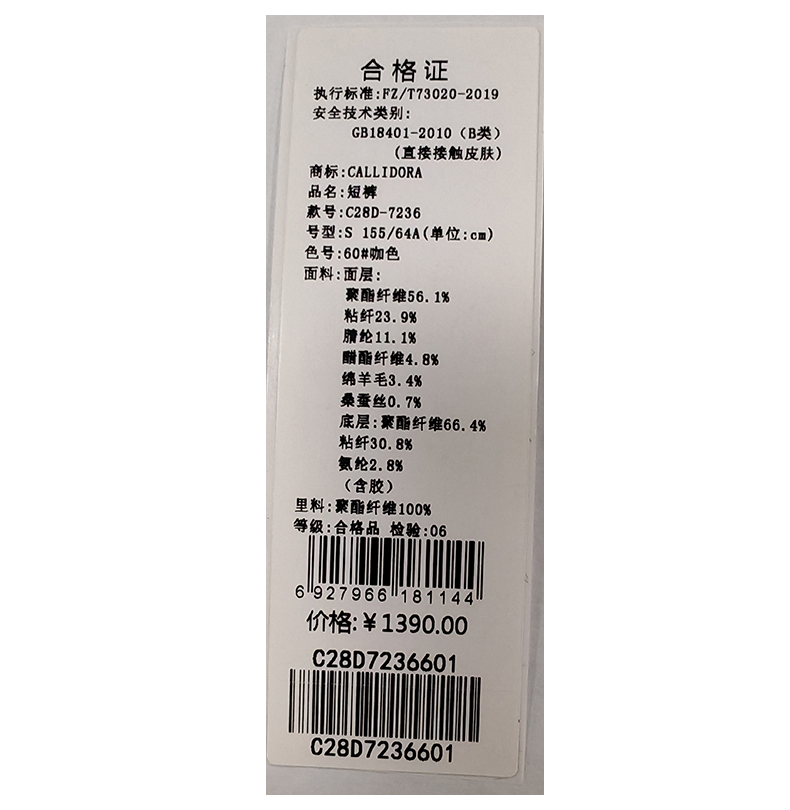 合格证
执行标准:FZ/T73020-2019
安全技术类别:
GB18401-2010（B类）
(直接接触皮肤)
商标:CALLIDORA
品名:短裤
款号:C28D-7236
号型:S 155/64A(单位:cm)
色号:60#咖色
面料:面层:
聚酯纤维56.1%
粘纤23.9%
腈纶11.1%
醋酯纤维4.8%
绵羊毛3.4%
桑蚕丝0.7%
底层:聚酯纤维66.4%
粘纤30.8%
氨纶2.8%
（含胶）
里料:聚酯纤维100%
等级:合格品 检验:06
6 927966 181144
价格:￥1390.00
C28D7236601
C28D7236601